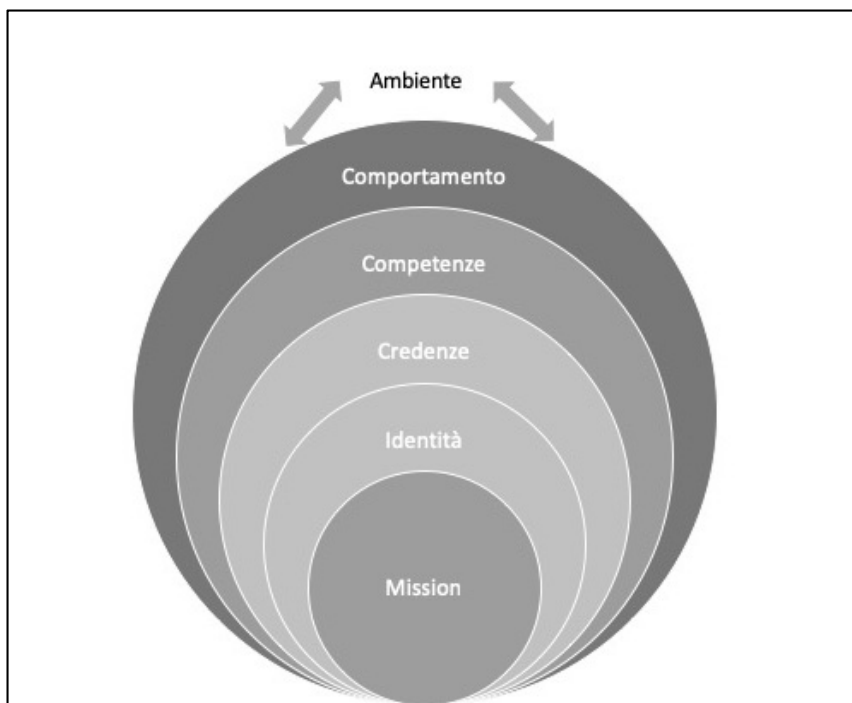 Ambiente
Comportamento
Competenze
Credenze
Identità
Mission